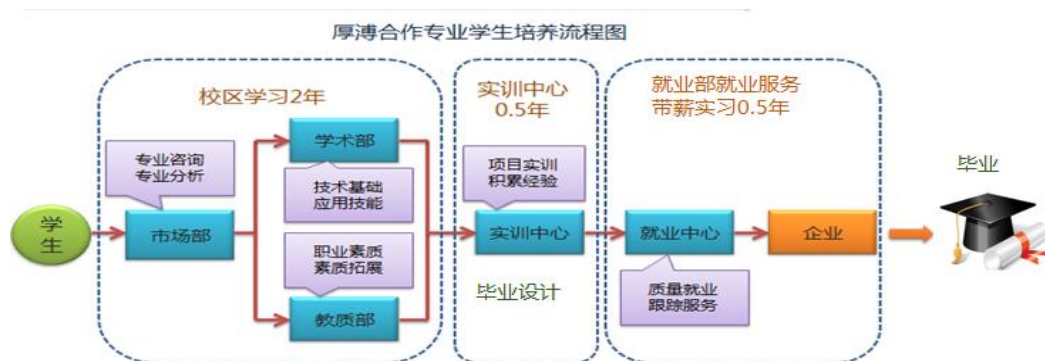 厚溥合作专业学生培养流程图
校区学习2年
专业咨询
专业分析
学术部
技术基础
应用技能
学
生
市场部
职业素质
素质拓展
教质部
实训中心
0.5年
项目实训
积累经验
实训中心
毕业设计
就业部就业服务
带薪实习0.5年
就业中心
质量就业
跟踪服务
企业
毕业